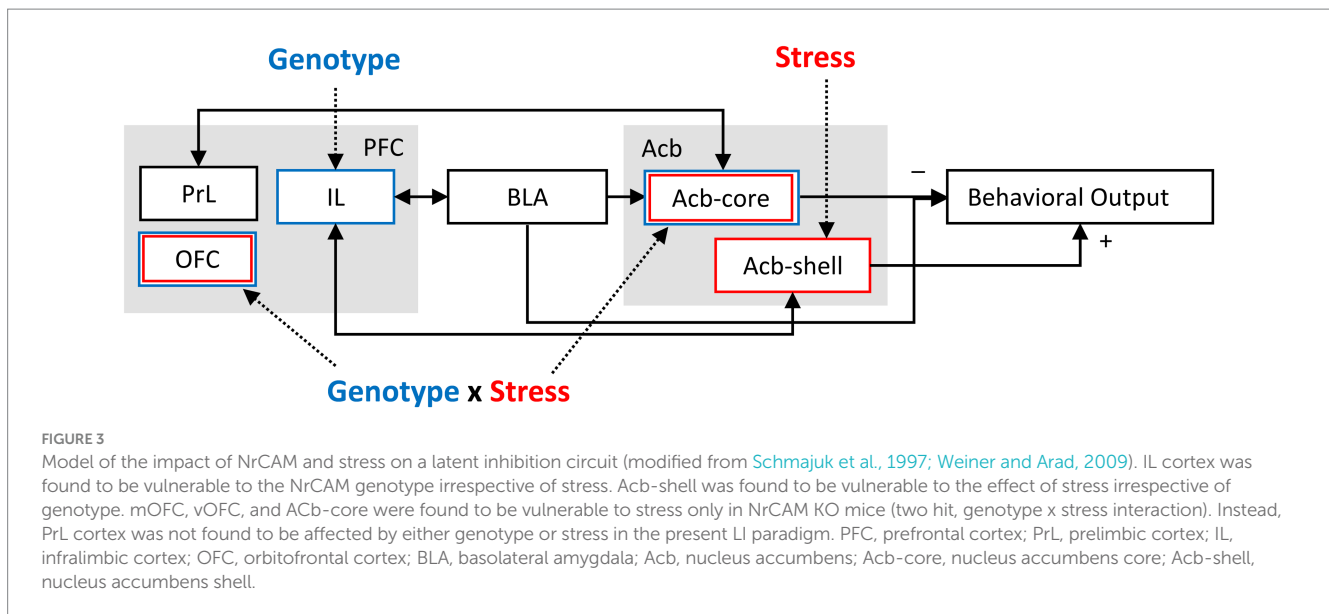 Genotype
Stress
PFC
Acb
PrL
IL
BLA
Acb-core
–
Behavioral Output
OFC
Acb-shell
+
Genotype x Stress
FIGURE 3
Model of the impact of NrCAM and stress on a latent inhibition circuit (modified from Schmajuk et al., 1997; Weiner and Arad, 2009). IL cortex was
found to be vulnerable to the NrCAM genotype irrespective of stress. Acb-shell was found to be vulnerable to the effect of stress irrespective of
genotype. mOFC, vOFC, and ACb-core were found to be vulnerable to stress only in NrCAM KO mice (two hit, genotype x stress interaction). Instead,
PrL cortex was not found to be affected by either genotype or stress in the present LI paradigm. PFC, prefrontal cortex; PrL, prelimbic cortex; IL,
infralimbic cortex; OFC, orbitofrontal cortex; BLA, basolateral amygdala; Acb, nucleus accumbens; Acb-core, nucleus accumbens core; Acb-shell,
nucleus accumbens shell.